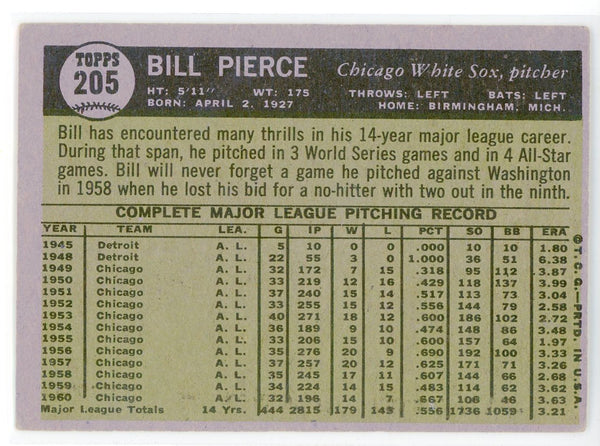 TOPPS
205
BILL PIERCE Chicago White Sox, pitcher
HT: 5'11" WT: 175 THROWS: LEFT BATS: LEFT
BORN: APRIL 2, 1927 HOME: BIRMINGHAM, MICH.
Bill has encountered many thrills in his 14-year major league career.
During that span, he pitched in 3 World Series games and in 4 All-Star
games. Bill will never forget a game he pitched against Washington
in 1958 when he lost his bid for a no-hitter with two out in the ninth.
COMPLETE MAJOR LEAGUE PITCHING RECORD
YEAR TEAM LEA. G IP W L PCT SO BB ERA
1945 Detroit A. L. 5 10 0 0 .000 10 10 1.80
1948 Detroit A. L. 22 55 3 0 1.000 36 51 6.38
1949 Chicago A. L. 32 172 7 15 .318 95 112 3.87
1950 Chicago A. L. 33 219 12 16 .429 118 137 3.99
1951 Chicago A. L. 37 240 15 14 .517 113 73 3.04
1952 Chicago A. L. 33 255 15 12 .556 144 79 2.58
1953 Chicago A. L. 40 271 18 12 .600 186 102 2.72
1954 Chicago A. L. 36 189 9 10 .474 148 86 3.48
1955 Chicago A. L. 33 206 15 10 .600 157 64 1.97
1956 Chicago A. L. 35 276 20 9 .690 192 100 3.33
1957 Chicago A. L. 37 257 20 12 .625 171 71 3.26
1958 Chicago A. L. 35 245 17 11 .607 144 66 2.68
1959 Chicago A. L. 34 224 14 15 .483 114 62 3.62
1960 Chicago A. L. 32 196 14 7 .667 106 46 3.63
Major League Totals 14 Yrs. 444 2815 179 143 .556 1736 1059 3.21
© T. C. G.—PRTD. IN U.S.A.